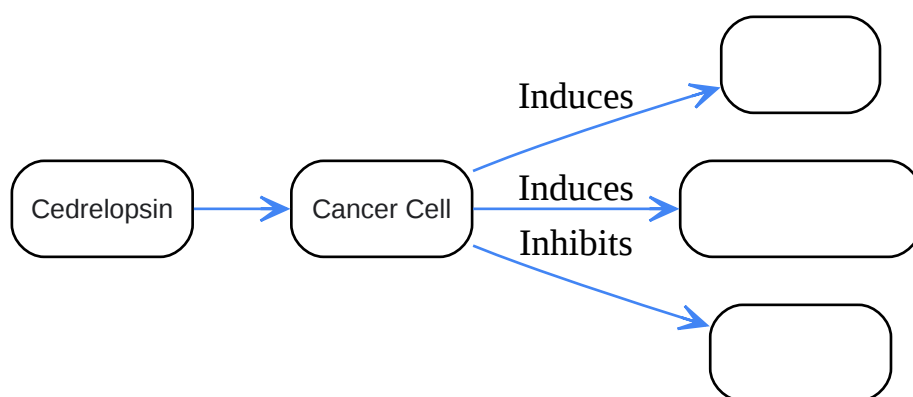 Induces
Cedrelopsin
Cancer Cell
Induces
Inhibits